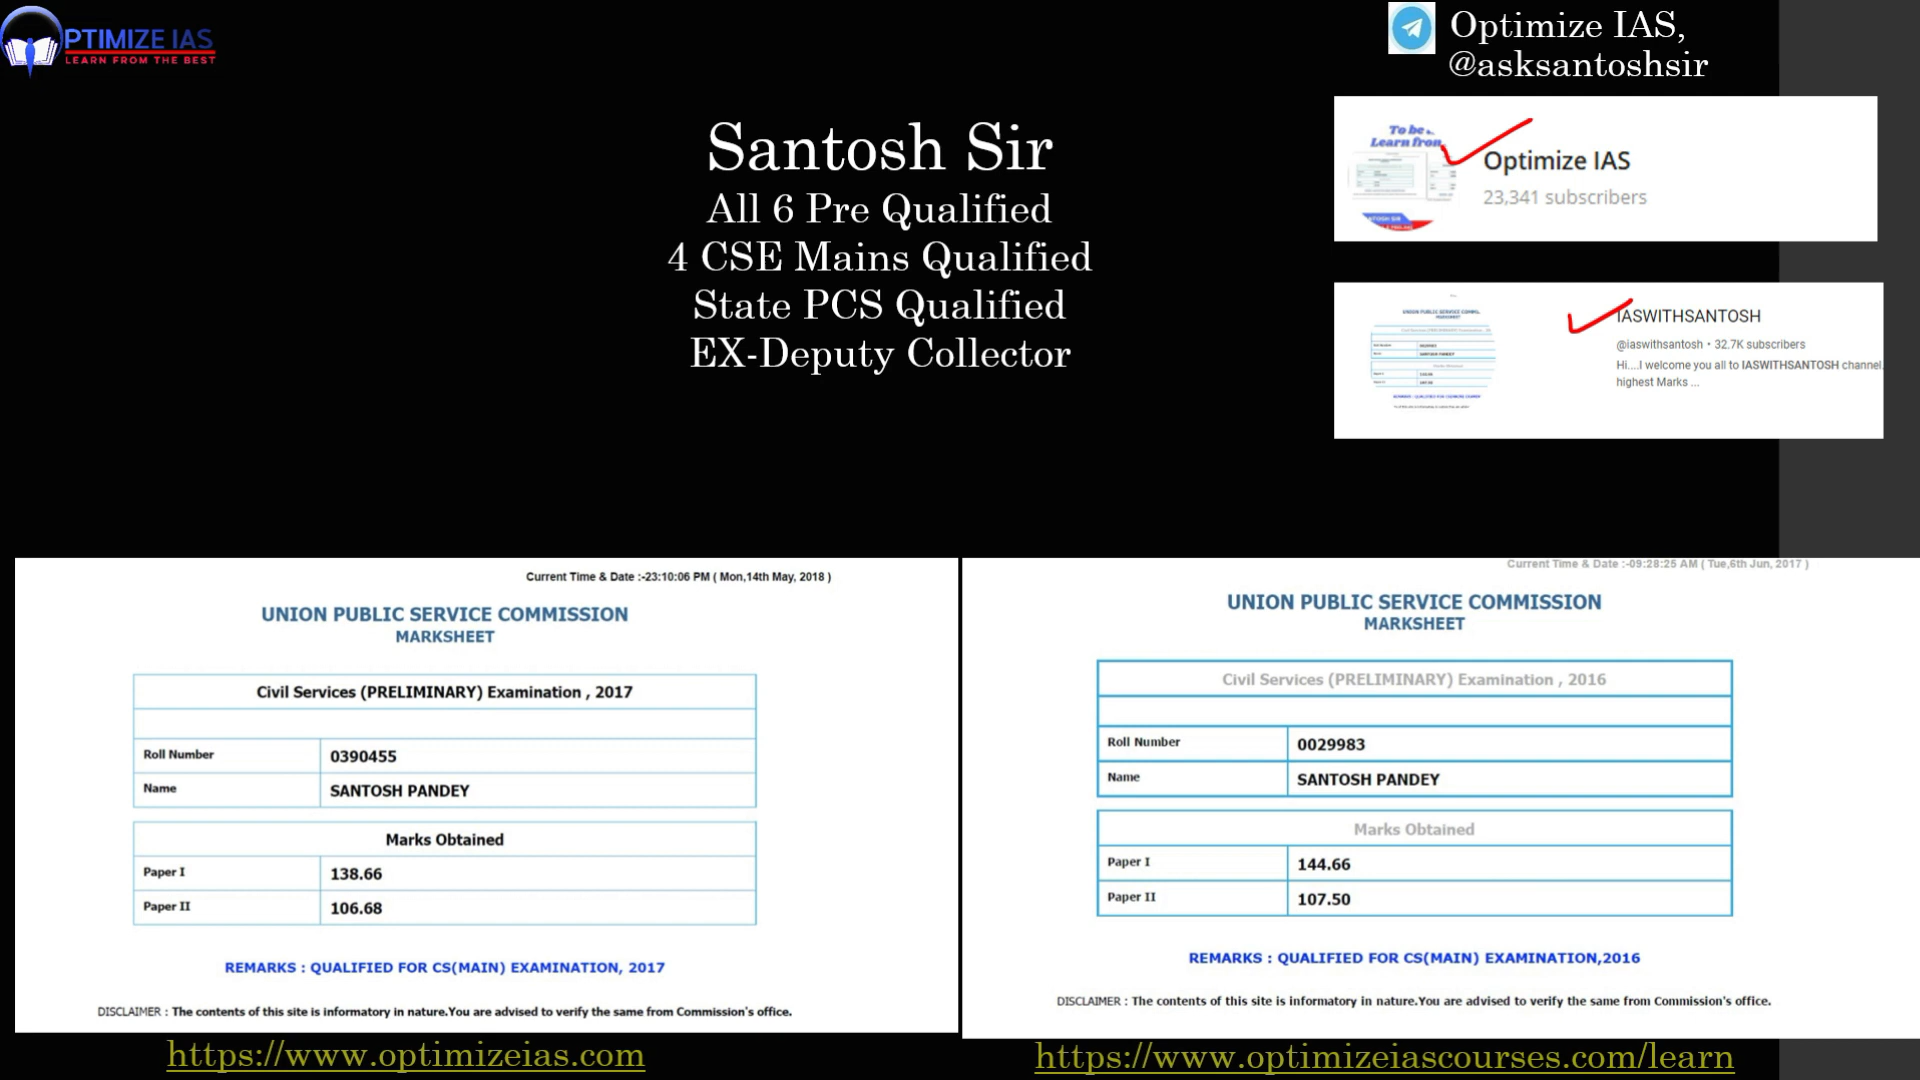 PTIMIZE IAS
LEARN FROM THE BEST
Optimize IAS,
@asksantoshsir
Santosh Sir
All 6 Pre Qualified
4 CSE Mains Qualified
State PCS Qualified
EX-Deputy Collector
To be
Learn from
Optimize IAS
23,341 subscribers
UNION PUBLIC SERVICE COMMI
MARKSHEET
IASWITHSANTOSH
@iaswithsantosh • 32.7K subscribers
Hi....I welcome you all to IASWITHSANTOSH channel.
highest Marks ...
Current Time & Date :-23:10:06 PM ( Mon,14th May, 2018 )
UNION PUBLIC SERVICE COMMISSION
MARKSHEET
Civil Services (PRELIMINARY) Examination , 2017
Roll Number 0390455
Name SANTOSH PANDEY
Marks Obtained
Paper I 138.66
Paper II 106.68
REMARKS : QUALIFIED FOR CS(MAIN) EXAMINATION, 2017
DISCLAIMER : The contents of this site is informatory in nature.You are advised to verify the same from Commission's office.
Current Time & Date :-09:28:25 AM ( Tue,6th Jun, 2017 )
UNION PUBLIC SERVICE COMMISSION
MARKSHEET
Civil Services (PRELIMINARY) Examination , 2016
Roll Number 0029983
Name SANTOSH PANDEY
Marks Obtained
Paper I 144.66
Paper II 107.50
REMARKS : QUALIFIED FOR CS(MAIN) EXAMINATION,2016
DISCLAIMER : The contents of this site is informatory in nature.You are advised to verify the same from Commission's office.
https://www.optimizeias.com
https://www.optimizeiascourses.com/learn